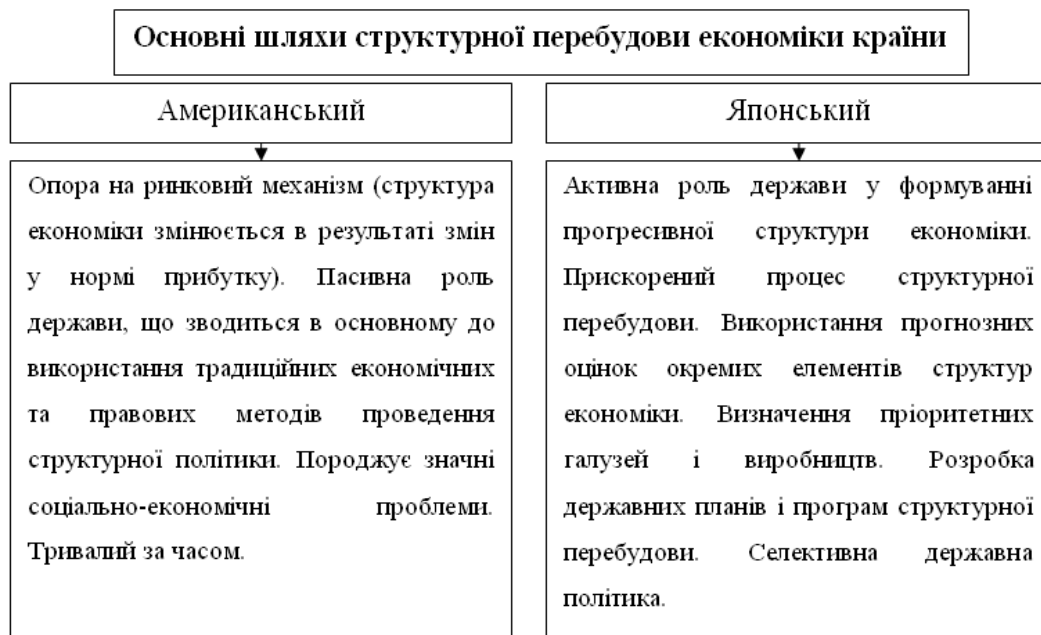 Основні шляхи структурної перебудови економіки країни
Американський
Опора на ринковий механізм (структура
економіки змінюється в результаті змін
у нормі прибутку). Пасивна роль
держави, що зводиться в основному до
використання традиційних економічних
та правових методів проведення
структурної політики. Породжує значні
соціально-економічні проблеми.
Тривалий за часом.
Японський
Активна роль держави у формуванні
прогресивної структури економіки.
Прискорений процес структурної
перебудови. Використання прогнозних
оцінок окремих елементів структур
економіки. Визначення пріоритетних
галузей і виробництв. Розробка
державних планів і програм структурної
перебудови. Селективна державна
політика.